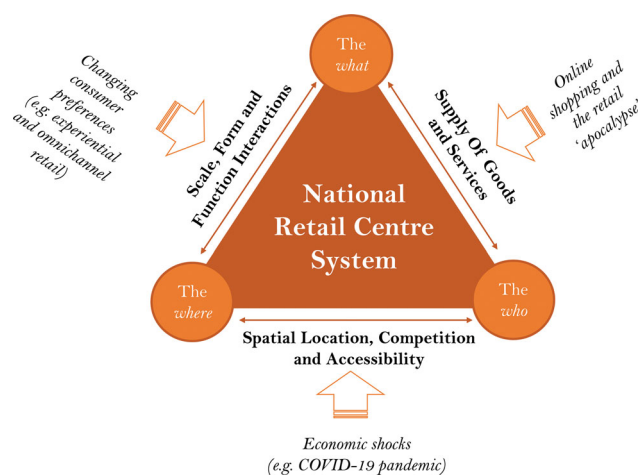 The
what
Changing
consumer
preferences
(e.g. experiential
and omnichannel
retail)
Scale, Form and
Function Interactions
Supply Of Goods
and Services
Online
shopping and
the retail
'apocalypse'
National
Retail Centre
System
The
where
The
who
Spatial Location, Competition
and Accessibility
Economic shocks
(e.g. COVID-19 pandemic)